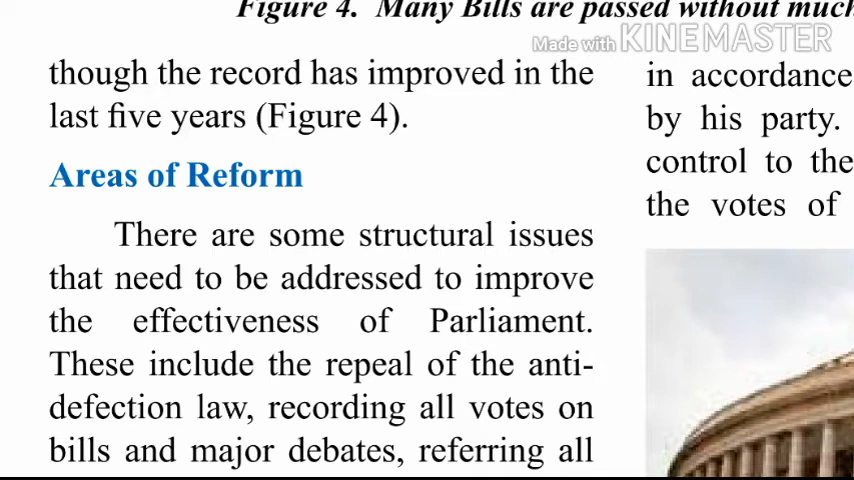 Figure 4. Many Bills are passed without much
Made with KINEMASTER
though the record has improved in the
last five years (Figure 4).
Areas of Reform
There are some structural issues
that need to be addressed to improve
the effectiveness of Parliament.
These include the repeal of the anti-
defection law, recording all votes on
bills and major debates, referring all
in accordance
by his party.
control to the
the votes of